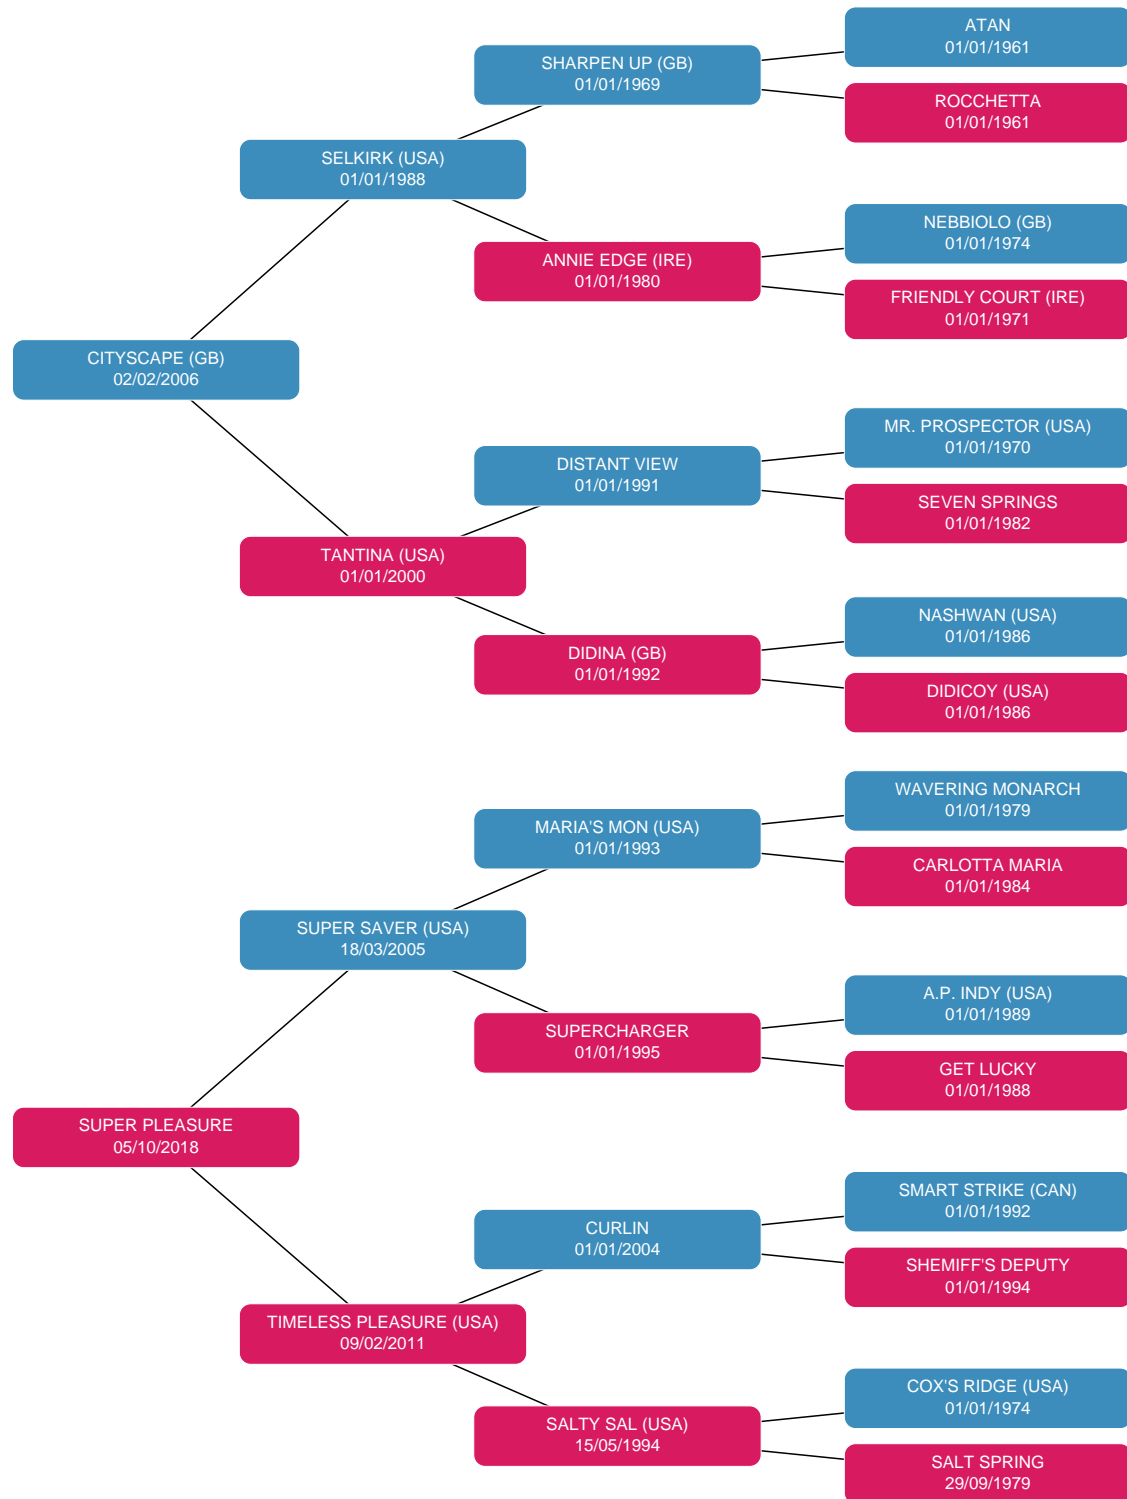 ATAN
01/01/1961
SHARPEN UP (GB)
01/01/1969
ROCCHETTA
01/01/1961
SELKIRK (USA)
01/01/1988
NEBBIOLO (GB)
01/01/1974
ANNIE EDGE (IRE)
01/01/1980
FRIENDLY COURT (IRE)
01/01/1971
CITYSCAPE (GB)
02/02/2006
MR. PROSPECTOR (USA)
01/01/1970
DISTANT VIEW
01/01/1991
SEVEN SPRINGS
01/01/1982
TANTINA (USA)
01/01/2000
NASHWAN (USA)
01/01/1986
DIDINA (GB)
01/01/1992
DIDICOY (USA)
01/01/1986
WAVERING MONARCH
01/01/1979
MARIA'S MON (USA)
01/01/1993
CARLOTTA MARIA
01/01/1984
SUPER SAVER (USA)
18/03/2005
A.P. INDY (USA)
01/01/1989
SUPERCHARGER
01/01/1995
GET LUCKY
01/01/1988
SUPER PLEASURE
05/10/2018
SMART STRIKE (CAN)
01/01/1992
CURLIN
01/01/2004
SHEMIFF'S DEPUTY
01/01/1994
TIMELESS PLEASURE (USA)
09/02/2011
COX'S RIDGE (USA)
01/01/1974
SALTY SAL (USA)
15/05/1994
SALT SPRING
29/09/1979